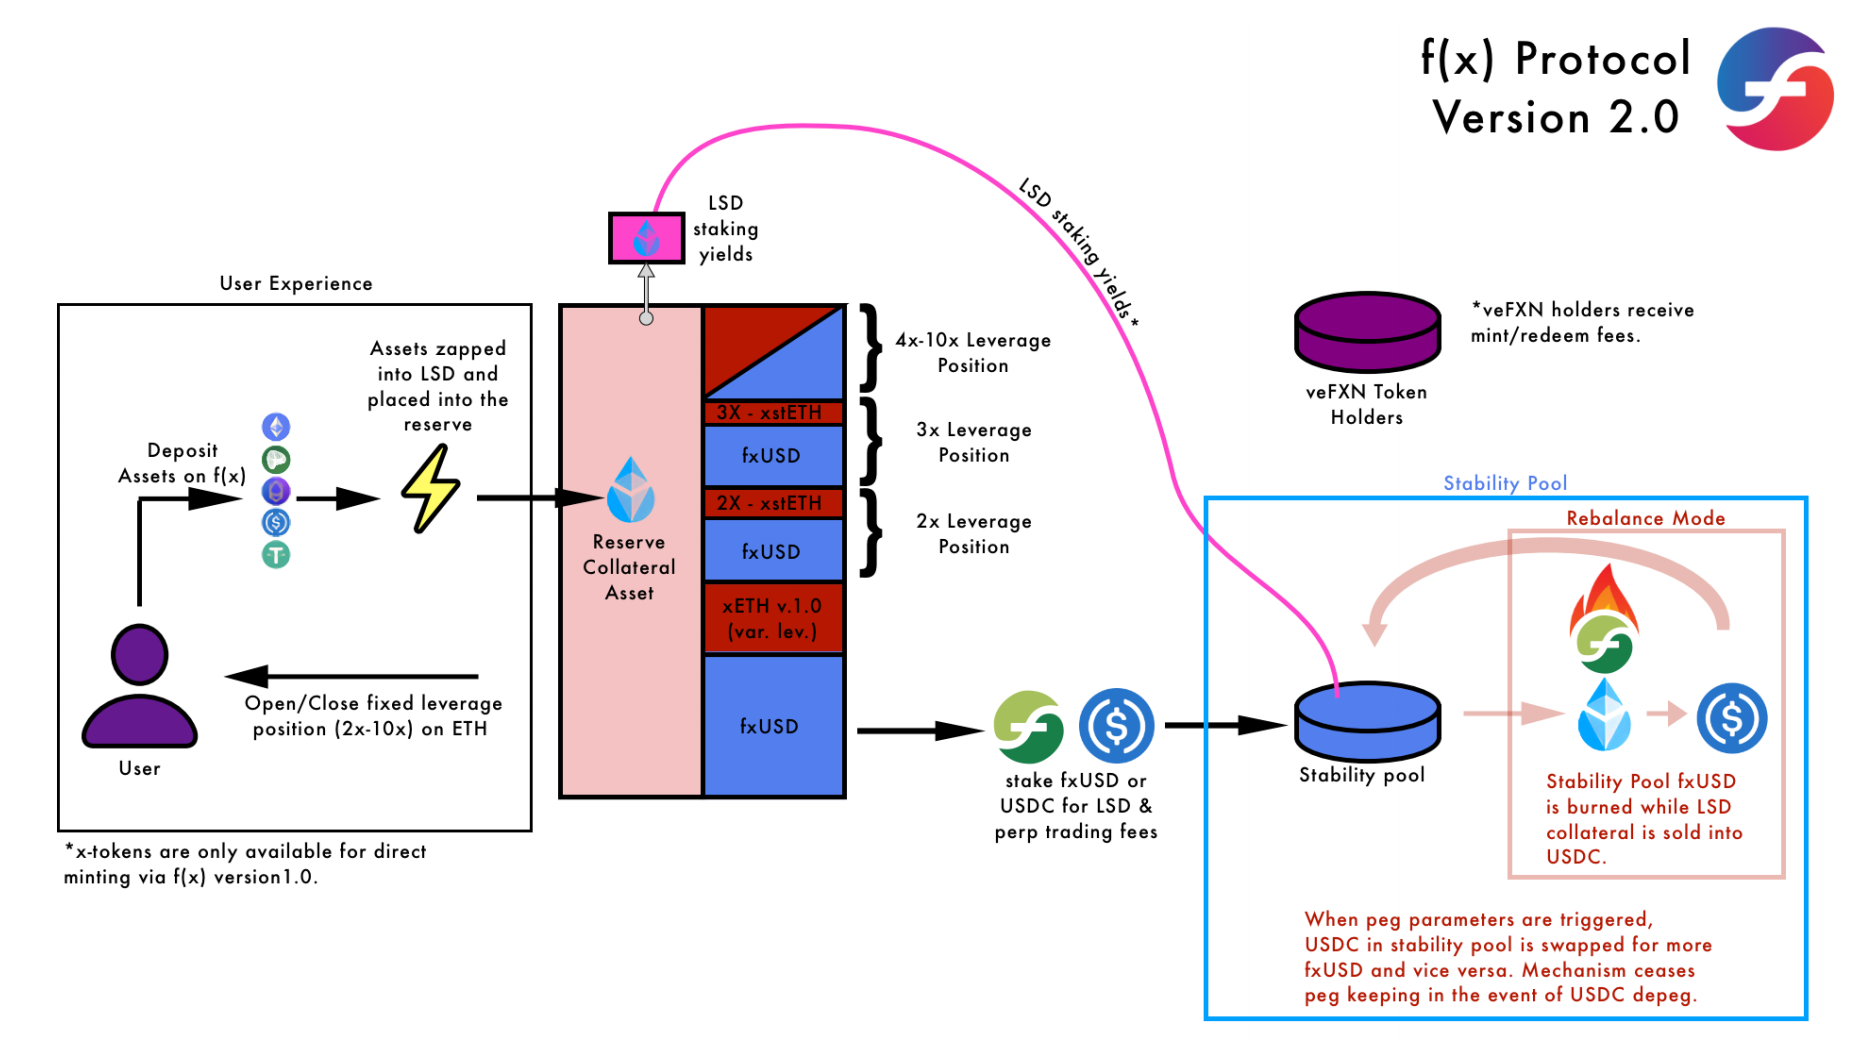 f(x) Protocol
Version 2.0
LSD
staking
yields
LSD staking yields*
User Experience
Assets zapped
into LSD and
placed into the
reserve
Deposit
Assets on f(x)
Open/Close fixed leverage
position (2x-10x) on ETH
User
*x-tokens are only available for direct
minting via f(x) version1.0.
Reserve
Collateral
Asset
3X - xstETH
fxUSD
2X - xstETH
fxUSD
xETH v.1.0
(var. lev.)
fxUSD
4x-10x Leverage
Position
3x Leverage
Position
2x Leverage
Position
stake fxUSD or
USDC for LSD &
perp trading fees
veFXN Token
Holders
*veFXN holders receive
mint/redeem fees.
Stability Pool
Rebalance Mode
Stability pool
Stability Pool fxUSD
is burned while LSD
collateral is sold into
USDC.
When peg parameters are triggered,
USDC in stability pool is swapped for more
fxUSD and vice versa. Mechanism ceases
peg keeping in the event of USDC depeg.